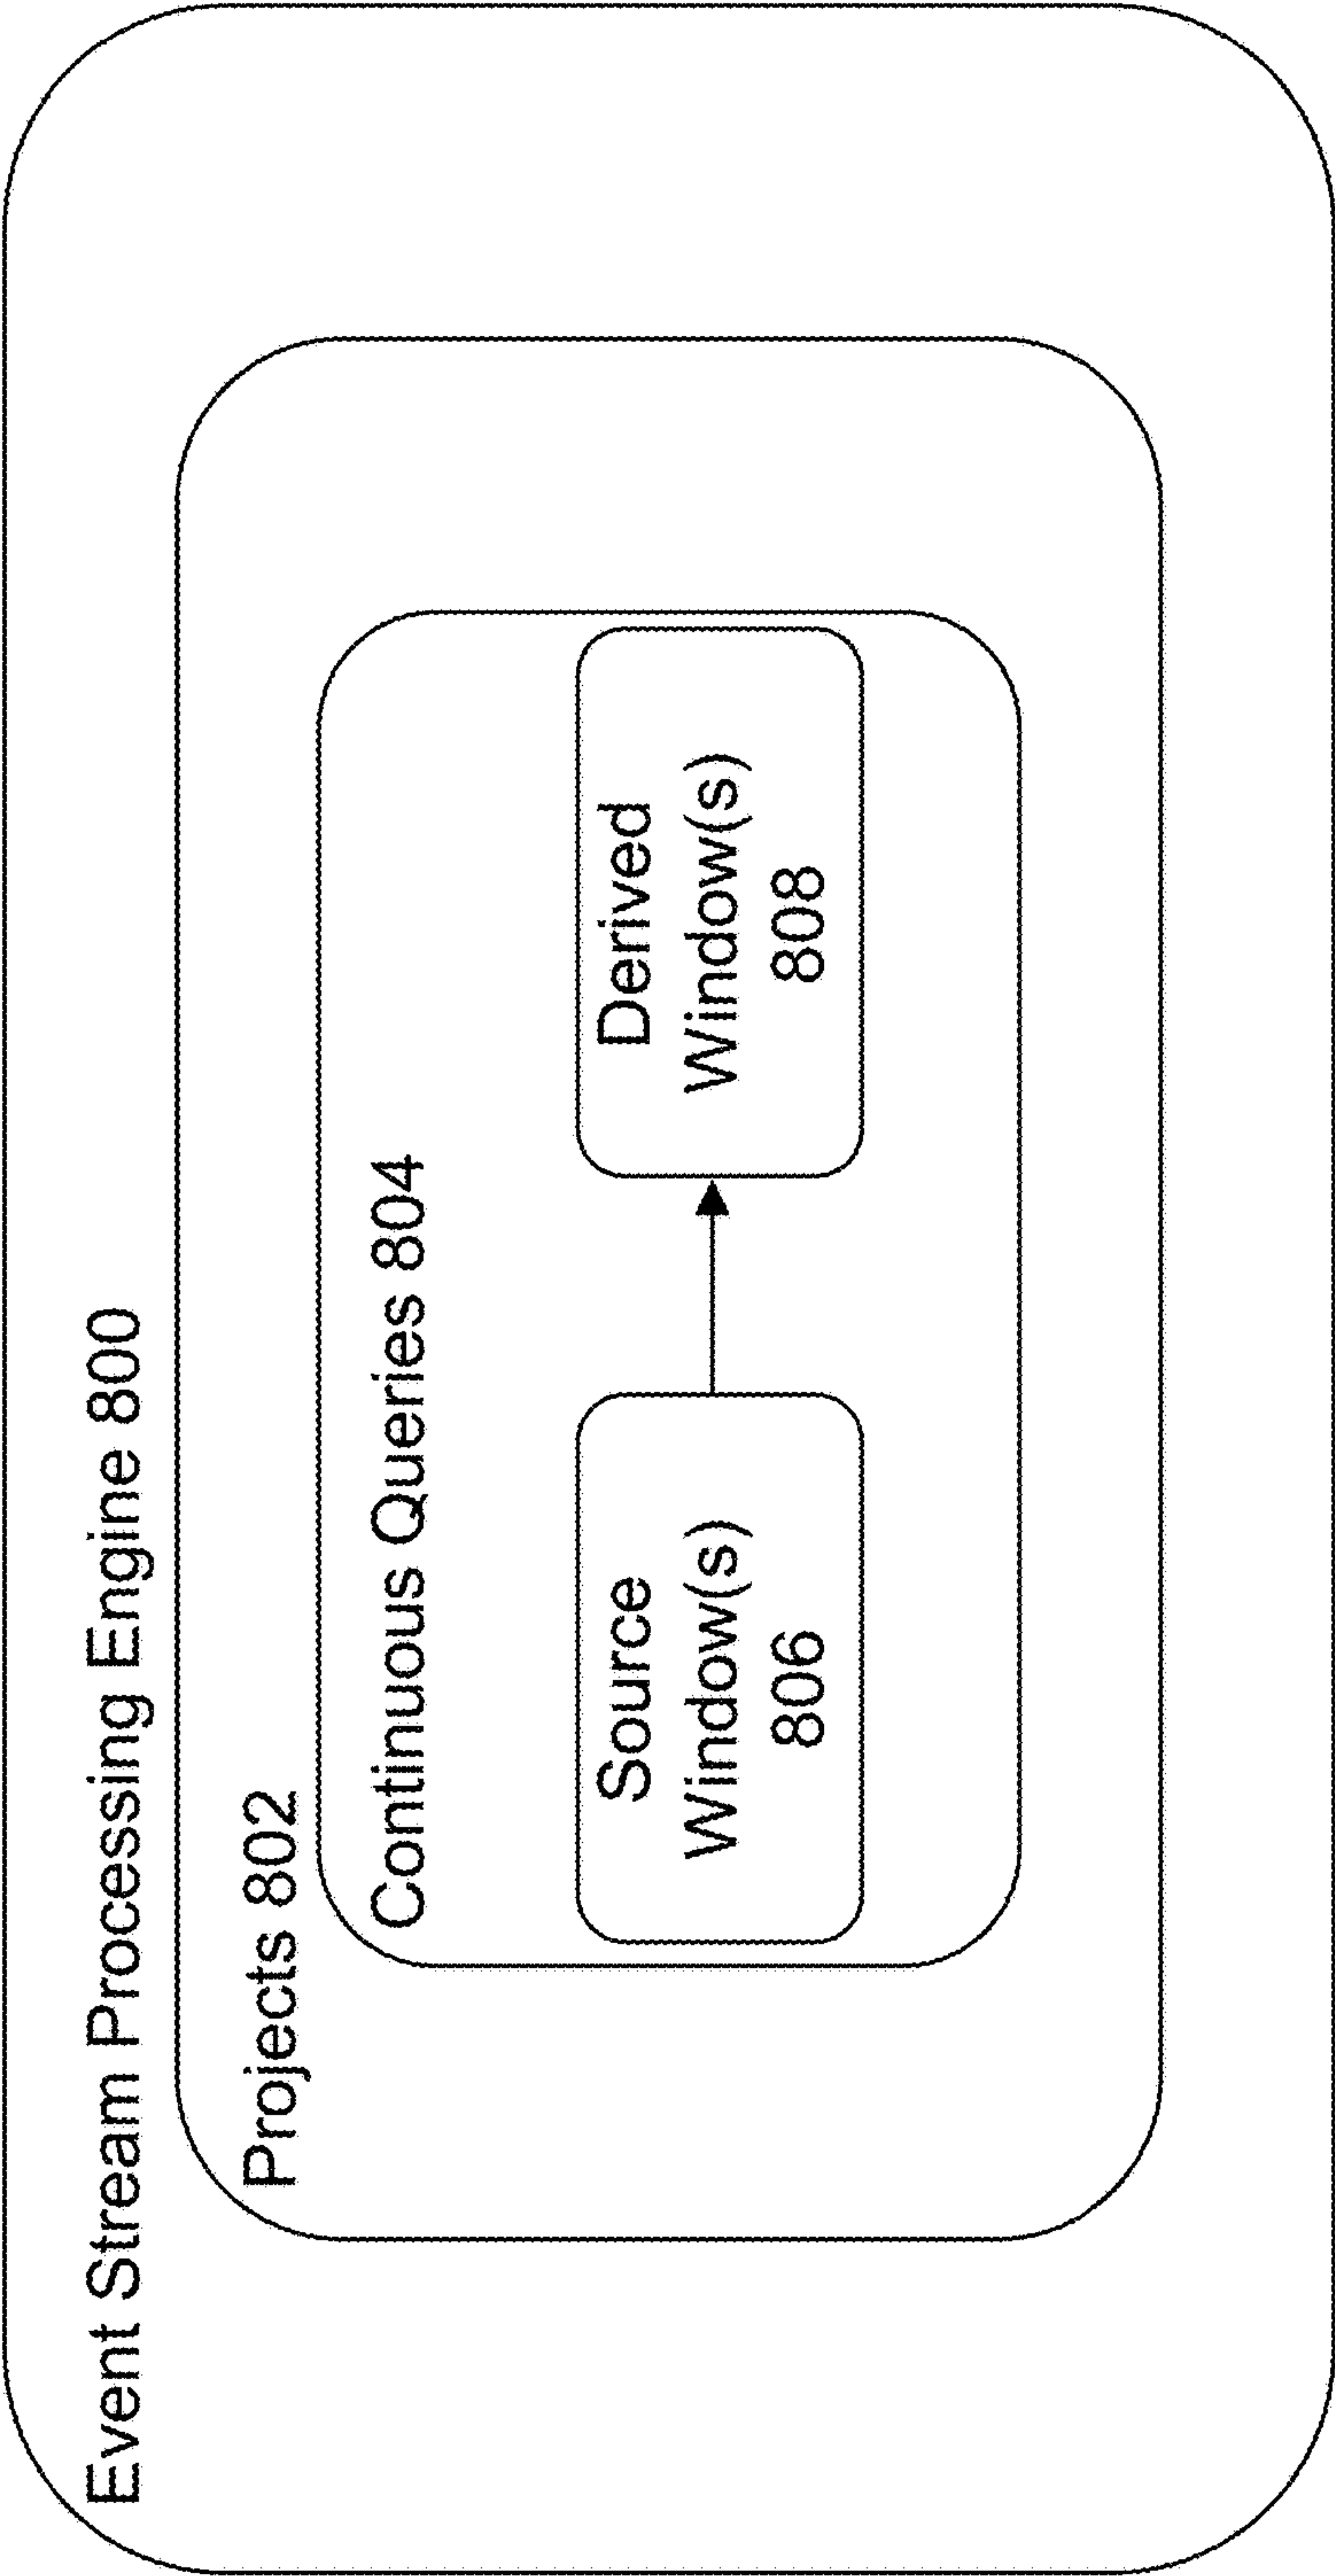 Event Stream Processing Engine 800
Projects 802
Continuous Queries 804
Source
Window(s)
806
Derived
Window(s)
808